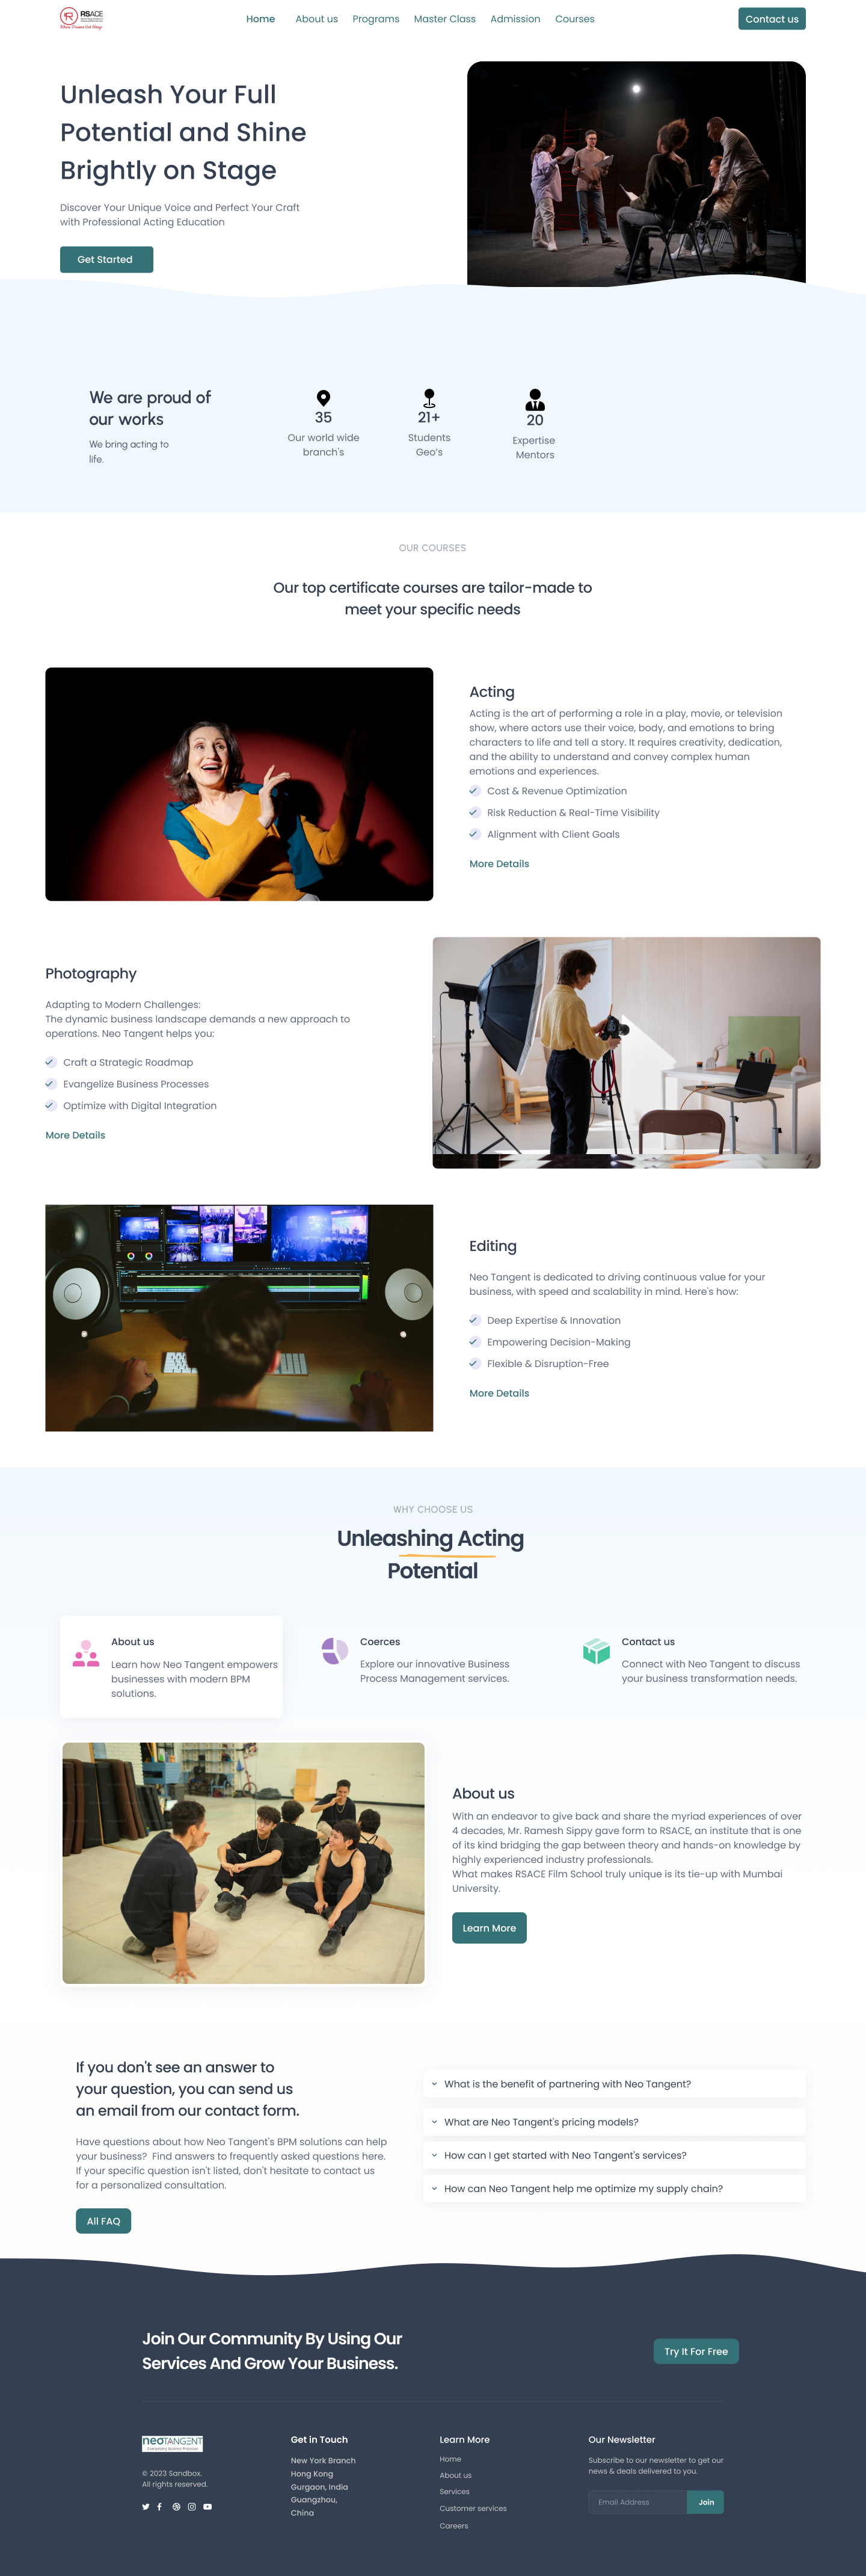 RSACE
Home About us Programs Master Class Admission Courses
Contact us
Unleash Your Full
Potential and Shine
Brightly on Stage
Discover Your Unique Voice and Perfect Your Craft
with Professional Acting Education
Get Started
We are proud of
our works
We bring acting to
life.
35
Our world wide
branch's
21+
Students
Geo's
20
Expertise
Mentors
OUR COURSES
Our top certificate courses are tailor-made to
meet your specific needs
Acting
Acting is the art of performing a role in a play, movie, or television
show, where actors use their voice, body, and emotions to bring
characters to life and tell a story. It requires creativity, dedication,
and the ability to understand and convey complex human
emotions and experiences.
Cost & Revenue Optimization
Risk Reduction & Real-Time Visibility
Alignment with Client Goals
More Details
Photography
Adapting to Modern Challenges:
The dynamic business landscape demands a new approach to
operations. Neo Tangent helps you:
Craft a Strategic Roadmap
Evangelize Business Processes
Optimize with Digital Integration
More Details
Editing
Neo Tangent is dedicated to driving continuous value for your
business, with speed and scalability in mind. Here's how:
Deep Expertise & Innovation
Empowering Decision-Making
Flexible & Disruption-Free
More Details
WHY CHOOSE US
Unleashing Acting
Potential
About us
Learn how Neo Tangent empowers
businesses with modern BPM
solutions.
Coerces
Explore our innovative Business
Process Management services.
Contact us
Connect with Neo Tangent to discuss
your business transformation needs.
About us
With an endeavor to give back and share the myriad experiences of over
4 decades, Mr. Ramesh Sippy gave form to RSACE, an institute that is one
of its kind bridging the gap between theory and hands-on knowledge by
highly experienced industry professionals.
What makes RSACE Film School truly unique is its tie-up with Mumbai
University.
Learn More
If you don't see an answer to
your question, you can send us
an email from our contact form.
Have questions about how Neo Tangent's BPM solutions can help
your business? Find answers to frequently asked questions here.
If your specific question isn't listed, don't hesitate to contact us
for a personalized consultation.
All FAQ
What is the benefit of partnering with Neo Tangent?
What are Neo Tangent's pricing models?
How can I get started with Neo Tangent's services?
How can Neo Tangent help me optimize my supply chain?
Join Our Community By Using Our
Services And Grow Your Business.
Try It For Free
neoTANGENT
© 2023 Sandbox.
All rights reserved.
Get in Touch
New York Branch
Hong Kong
Gurgaon, India
Guangzhou,
China
Learn More
Home
About us
Services
Customer services
Careers
Our Newsletter
Subscribe to our newsletter to get our
news & deals delivered to you.
Email Address
Join